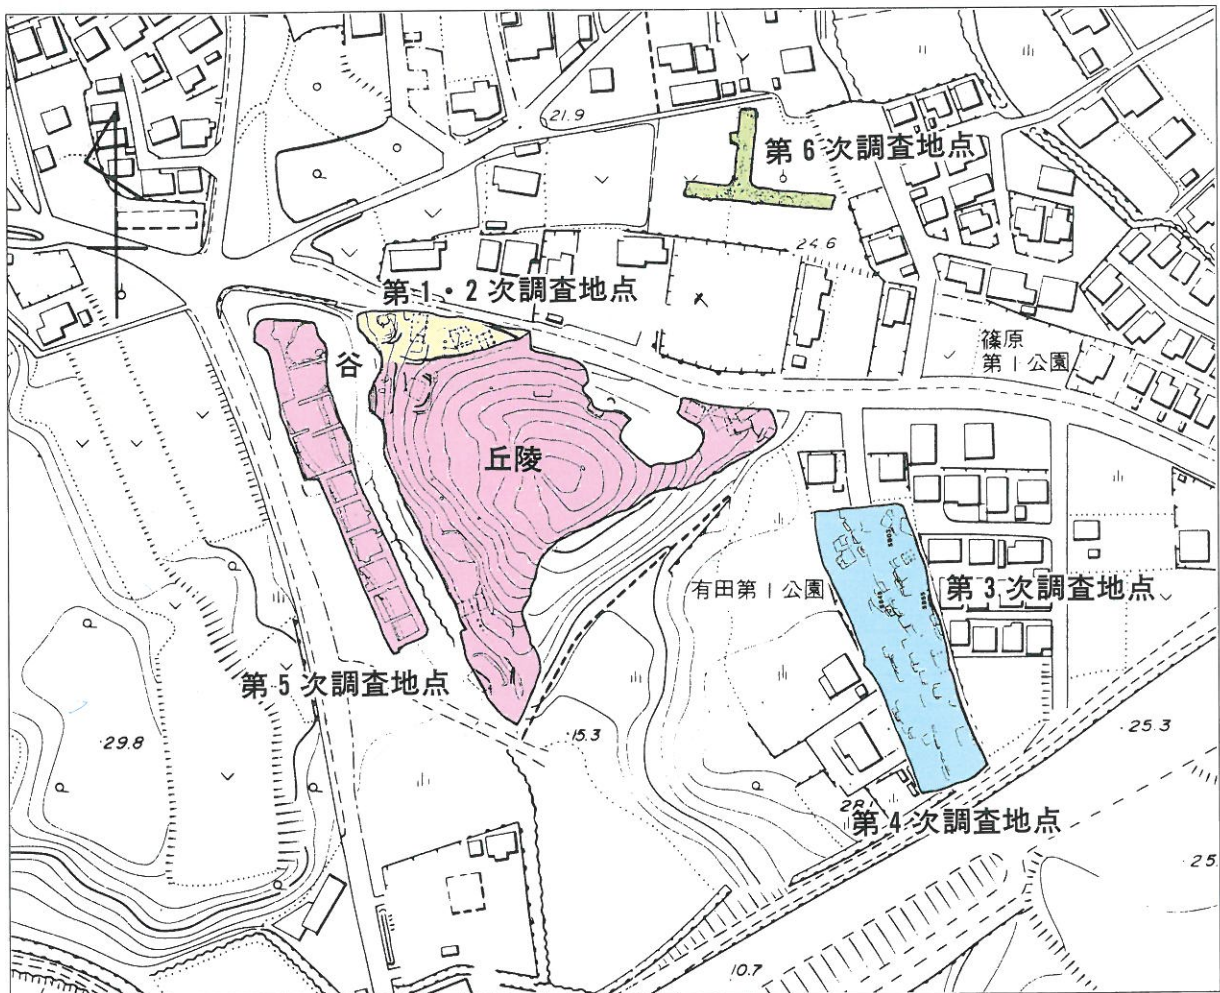 21.9
第6次調査地点
24.6
第1・2次調査地点
篠原
第1公園
谷
丘陵
有田第1公園
第3次調査地点
第5次調査地点
29.8
15.3
25.3
第4次調査地点
10.7